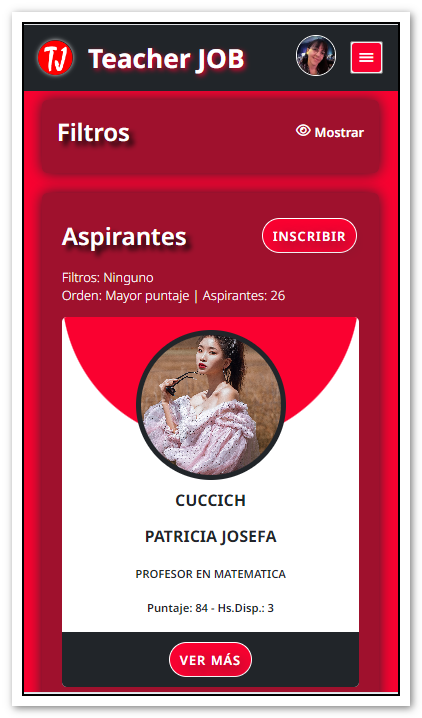 TJ Teacher JOB
Filtros Mostrar
Aspirantes INSCRIBIR
Filtros: Ninguno
Orden: Mayor puntaje | Aspirantes: 26
CUCCICH
PATRICIA JOSEFA
PROFESOR EN MATEMATICA
Puntaje: 84 - Hs.Disp.: 3
VER MÁS